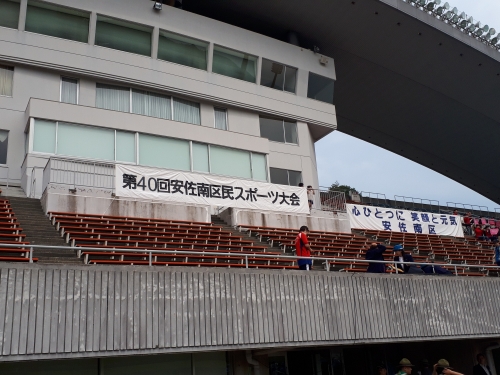 第40回安佐南区民スポーツ大会
心ひとつに 笑顔と元気
安佐南区